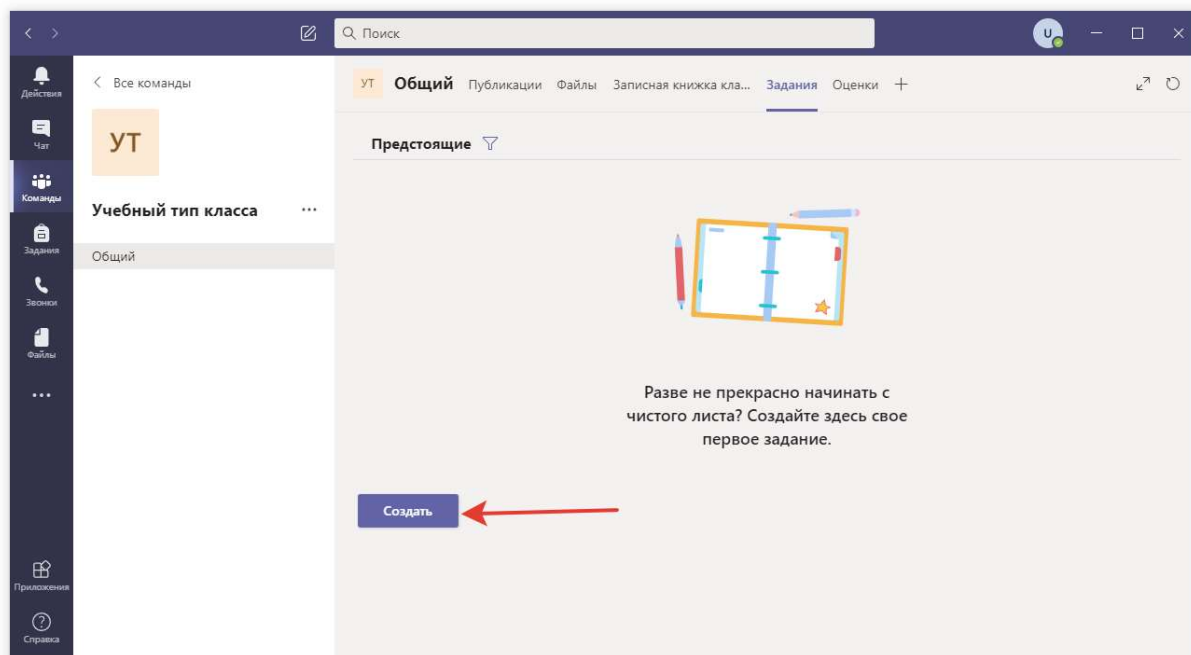 Поиск
U
Действия
Чат
Команды
Задания
Звонки
Файлы
Приложения
Справка
Все команды
УТ
Учебный тип класса
Общий
УТ Общий Публикации Файлы Записная книжка кла... Задания Оценки
Предстоящие
Разве не прекрасно начинать с
чистого листа? Создайте здесь свое
первое задание.
Создать